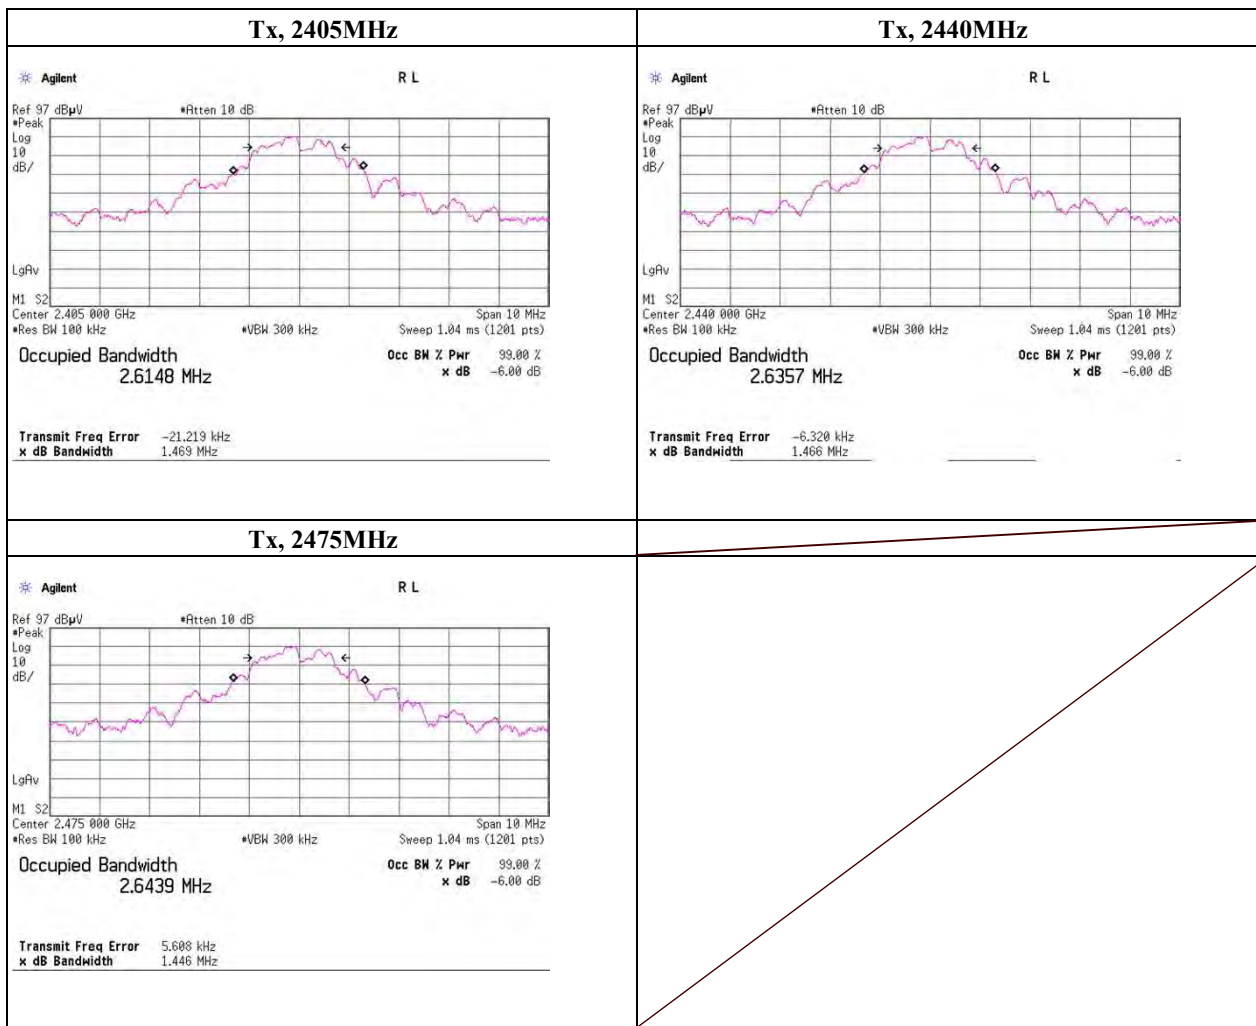 Tx, 2405MHz
Agilent R L
Ref 97 dBµV #Atten 10 dB
#Peak
Log
10
dB/
LgAv
M1 S2
Center 2.405 000 GHz Span 10 MHz
#Res BW 100 kHz #VBW 300 kHz Sweep 1.04 ms (1201 pts)
Occupied Bandwidth Occ BW % Pwr 99.00 %
2.6148 MHz x dB -6.00 dB
Transmit Freq Error -21.219 kHz
x dB Bandwidth 1.469 MHz
Tx, 2440MHz
Agilent R L
Ref 97 dBµV #Atten 10 dB
#Peak
Log
10
dB/
LgAv
M1 S2
Center 2.440 000 GHz Span 10 MHz
#Res BW 100 kHz #VBW 300 kHz Sweep 1.04 ms (1201 pts)
Occupied Bandwidth Occ BW % Pwr 99.00 %
2.6357 MHz x dB -6.00 dB
Transmit Freq Error -6.320 kHz
x dB Bandwidth 1.466 MHz
Tx, 2475MHz
Agilent R L
Ref 97 dBµV #Atten 10 dB
#Peak
Log
10
dB/
LgAv
M1 S2
Center 2.475 000 GHz Span 10 MHz
#Res BW 100 kHz #VBW 300 kHz Sweep 1.04 ms (1201 pts)
Occupied Bandwidth Occ BW % Pwr 99.00 %
2.6439 MHz x dB -6.00 dB
Transmit Freq Error 5.608 kHz
x dB Bandwidth 1.446 MHz